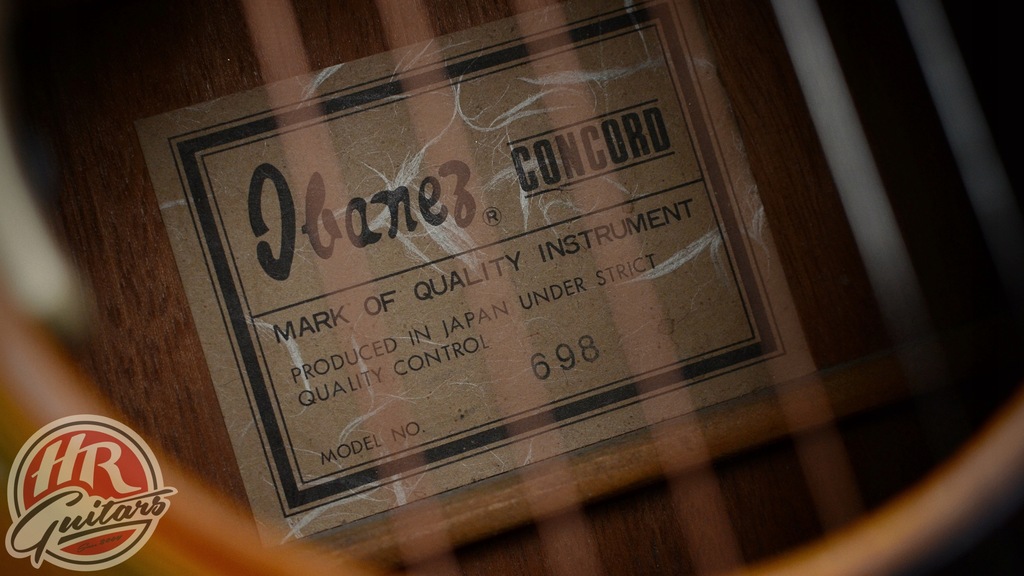 Ibanez® CONCORD
MARK OF QUALITY INSTRUMENT
PRODUCED IN JAPAN UNDER STRICT
QUALITY CONTROL
698
MODEL NO.
HR
Guitars